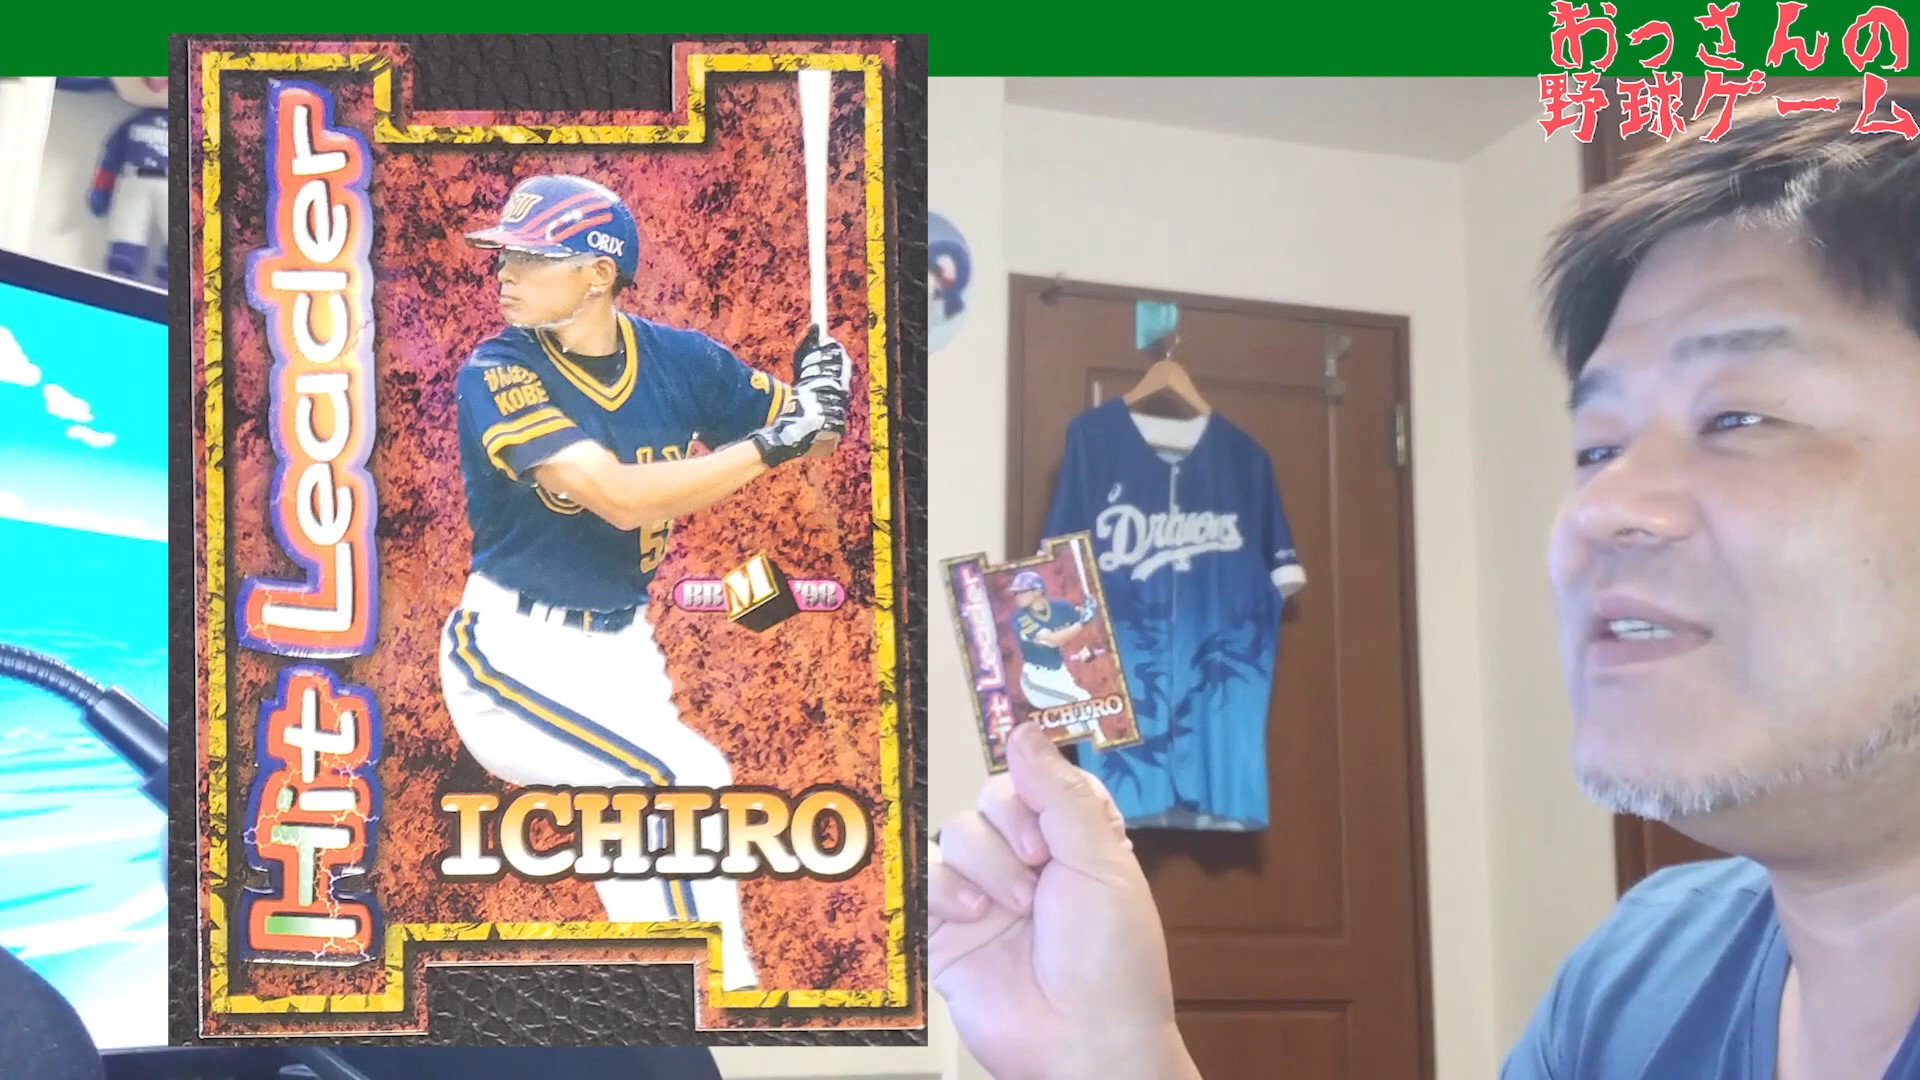 おっさんの
野球ゲーム
Hit Leader
ORIX
がんばろう
KOBE
5
BBM '98
ICHIRO
Dragons
Hit Leader
ICHIRO